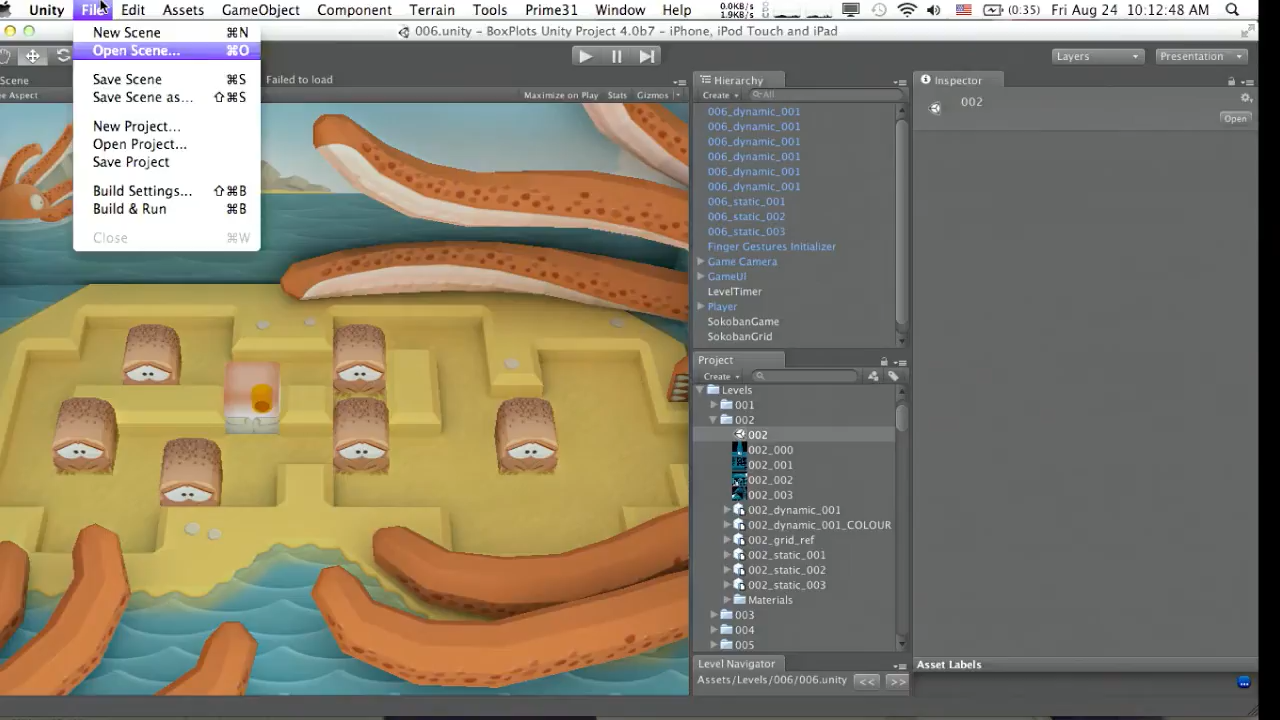 Unity File Edit Assets GameObject Component Terrain Tools Prime31 Window Help 0.0KB/s 1.9KB/s (0:35) Fri Aug 24 10:12:48 AM
006.unity - BoxPlots Unity Project 4.0b7 - iPhone, iPod Touch and iPad
New Scene ⌘N
Open Scene... ⌘O
Save Scene ⌘S
Save Scene as... ⇧⌘S
New Project...
Open Project...
Save Project
Build Settings... ⇧⌘B
Build & Run ⌘B
Close ⌘W
Layers
Presentation
Scene
Failed to load
e Aspect
Maximize on Play Stats Gizmos
Hierarchy
Create All
006_dynamic_001
006_dynamic_001
006_dynamic_001
006_dynamic_001
006_dynamic_001
006_dynamic_001
006_static_001
006_static_002
006_static_003
Finger Gestures Initializer
Game Camera
GameUI
LevelTimer
Player
SokobanGame
SokobanGrid
Project
Create
Levels
001
002
002
002_000
002_001
002_002
002_003
002_dynamic_001
002_dynamic_001_COLOUR
002_grid_ref
002_static_001
002_static_002
002_static_003
Materials
003
004
005
Level Navigator
Assets/Levels/006/006.unity << >>
Inspector
002
Open
Asset Labels